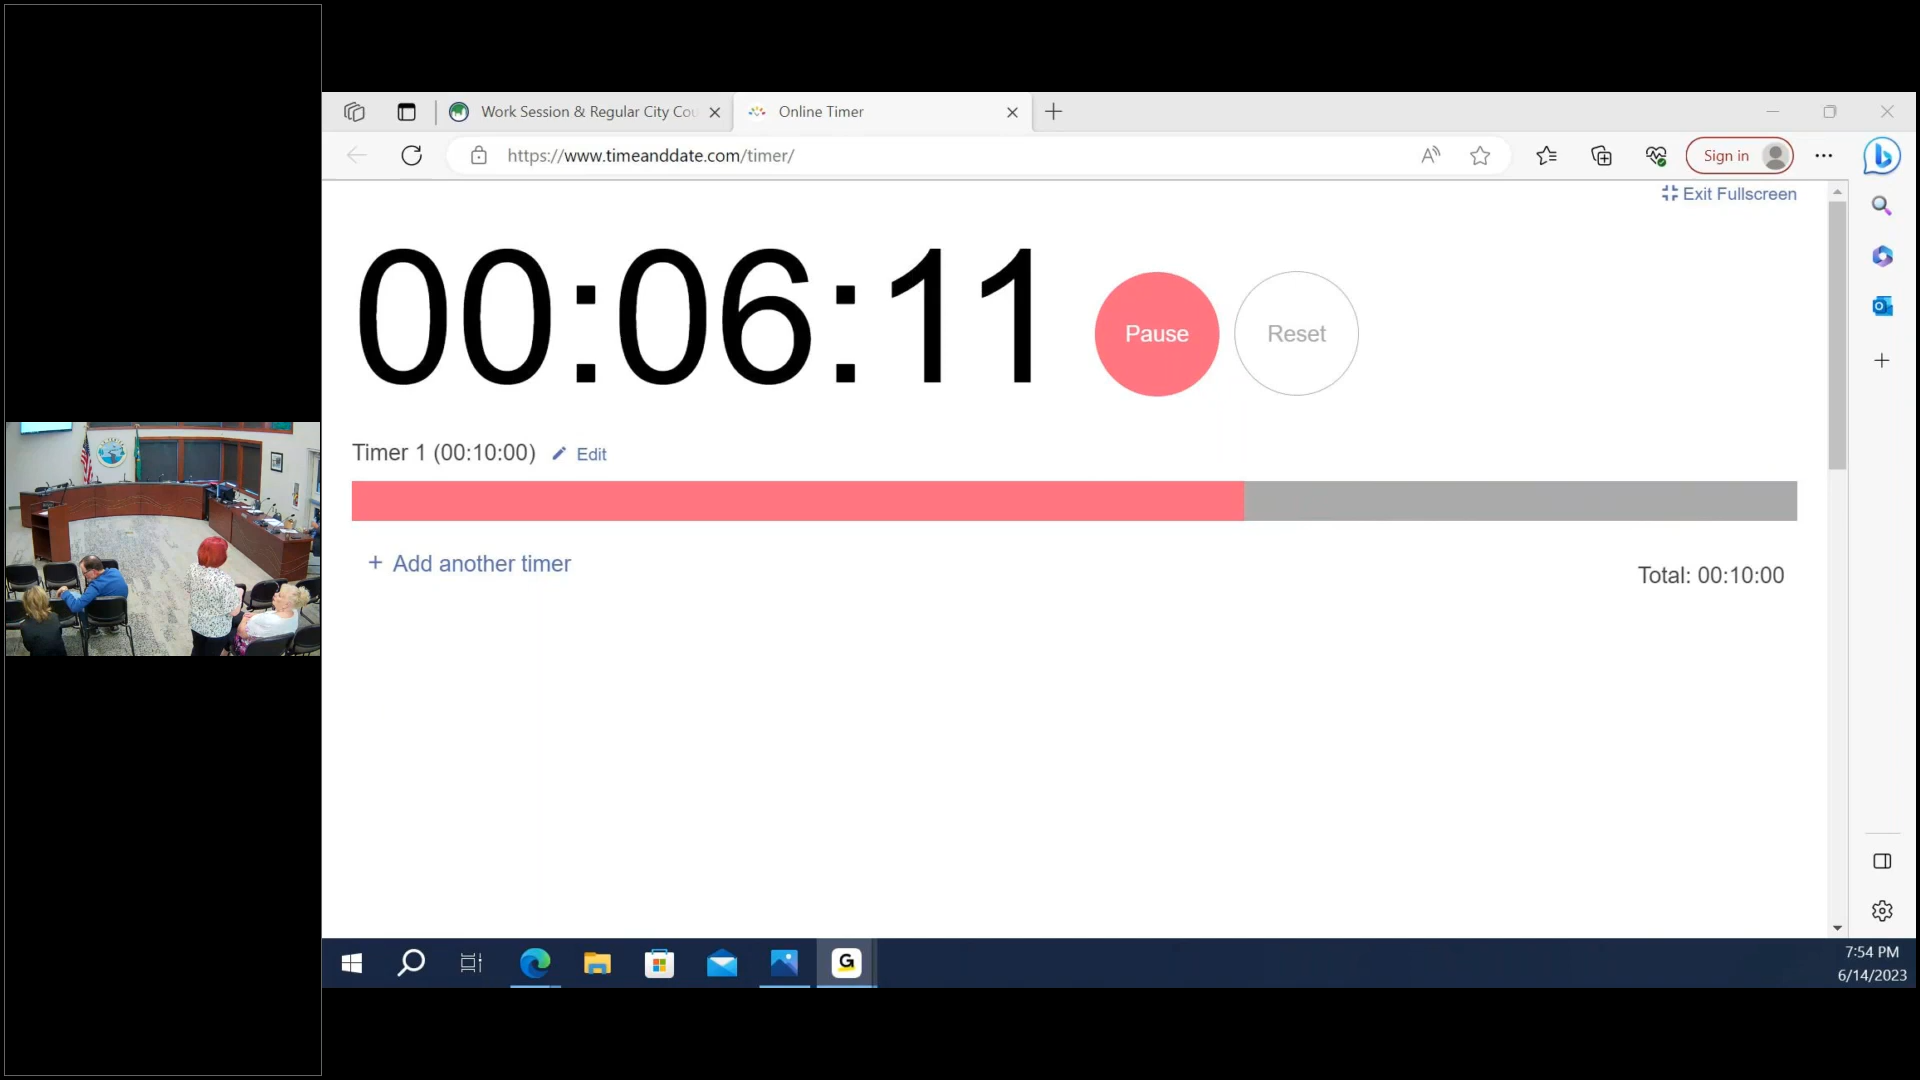 Work Session & Regular City Cou
Online Timer
https://www.timeanddate.com/timer/
Sign in
Exit Fullscreen
00:06:11
Pause
Reset
Timer 1 (00:10:00)
Edit
+ Add another timer
Total: 00:10:00
7:54 PM
6/14/2023